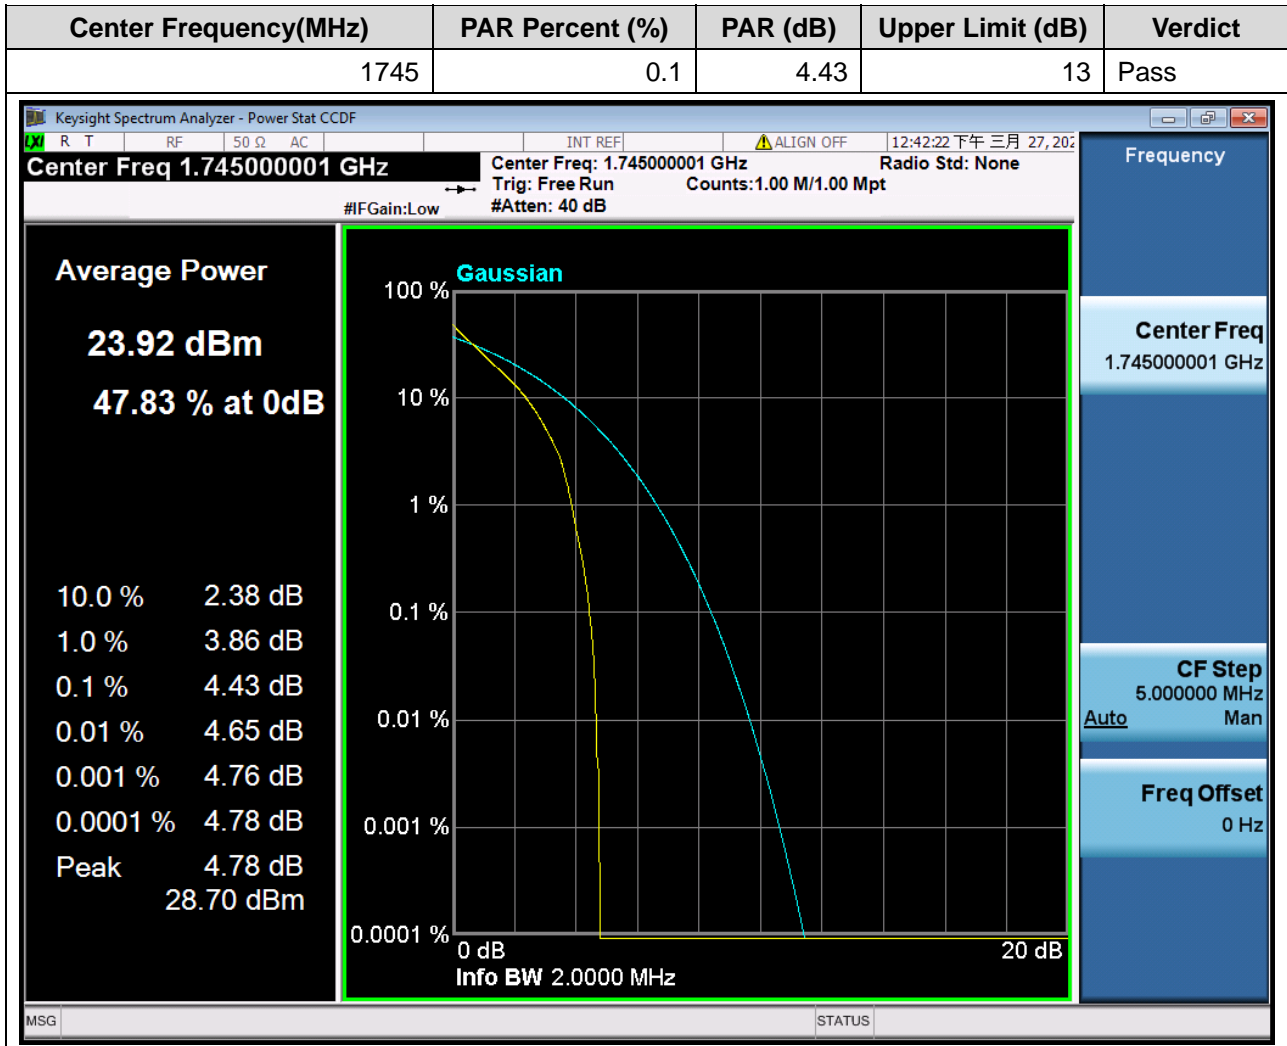 Center Frequency(MHz) PAR Percent (%) PAR (dB) Upper Limit (dB) Verdict
1745 0.1 4.43 13 Pass
Keysight Spectrum Analyzer - Power Stat CCDF
LXI R T RF 50 Ω AC INT REF ALIGN OFF 12:42:22 下午 三月 27, 202
Center Freq 1.745000001 GHz
#IFGain:Low
Center Freq: 1.745000001 GHz Radio Std: None
Trig: Free Run Counts:1.00 M/1.00 Mpt
#Atten: 40 dB
Average Power
23.92 dBm
47.83 % at 0dB
10.0 % 2.38 dB
1.0 % 3.86 dB
0.1 % 4.43 dB
0.01 % 4.65 dB
0.001 % 4.76 dB
0.0001 % 4.78 dB
Peak 4.78 dB
28.70 dBm
Gaussian
100 %
10 %
1 %
0.1 %
0.01 %
0.001 %
0.0001 %
0 dB 20 dB
Info BW 2.0000 MHz
Frequency
Center Freq
1.745000001 GHz
CF Step
5.000000 MHz
Auto Man
Freq Offset
0 Hz
MSG STATUS